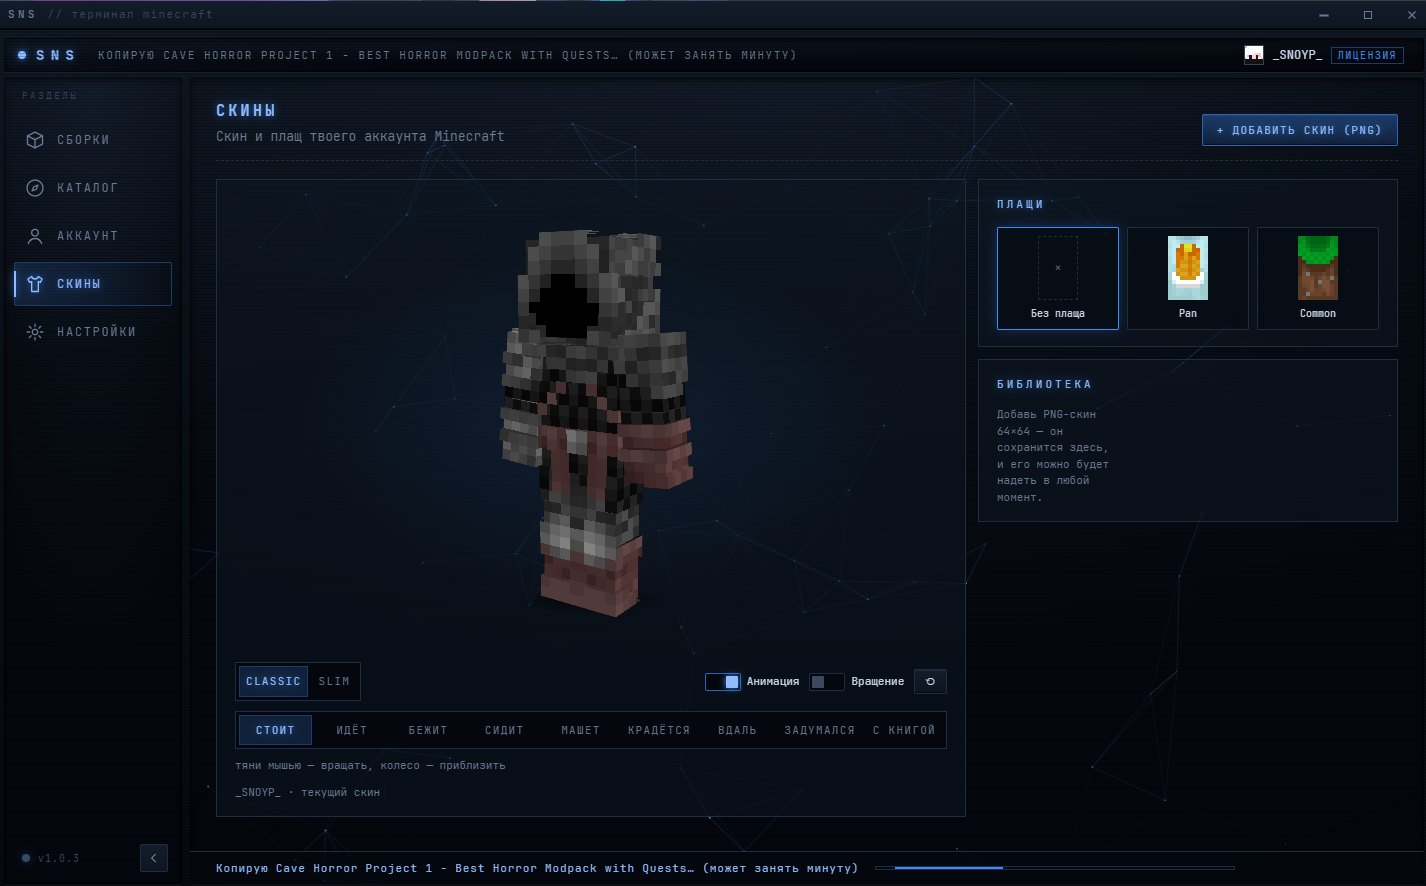 SNS // терминал minecraft
SNS КОПИРУЮ CAVE HORROR PROJECT 1 - BEST HORROR MODPACK WITH QUESTS… (МОЖЕТ ЗАНЯТЬ МИНУТУ) _SNOYP_ ЛИЦЕНЗИЯ
РАЗДЕЛЫ
СБОРКИ
КАТАЛОГ
АККАУНТ
СКИНЫ
НАСТРОЙКИ
v1.0.3
СКИНЫ
Скин и плащ твоего аккаунта Minecraft
+ ДОБАВИТЬ СКИН (PNG)
CLASSIC SLIM
Анимация Вращение
СТОИТ ИДЁТ БЕЖИТ СИДИТ МАШЕТ КРАДЁТСЯ ВДАЛЬ ЗАДУМАЛСЯ С КНИГОЙ
тяни мышью — вращать, колесо — приблизить
_SNOYP_ · текущий скин
ПЛАЩИ
×
Без плаща Pan Common
БИБЛИОТЕКА
Добавь PNG-скин
64×64 — он
сохранится здесь,
и его можно будет
надеть в любой
момент.
Копирую Cave Horror Project 1 - Best Horror Modpack with Quests… (может занять минуту)